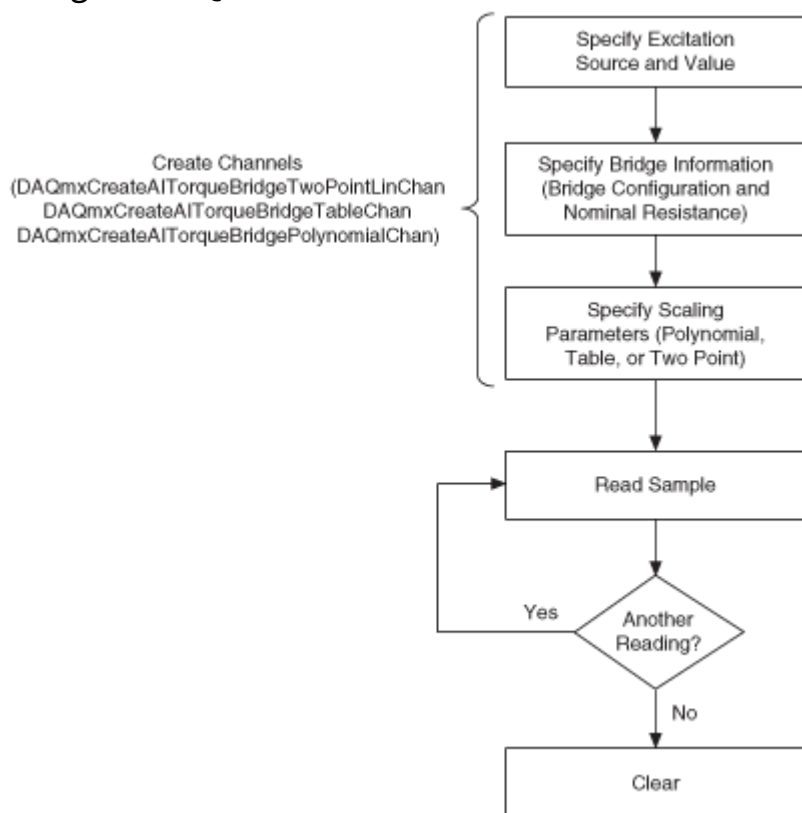 Specify Excitation
Source and Value
Create Channels
(DAQmxCreateAITorqueBridgeTwoPointLinChan
DAQmxCreateAITorqueBridgeTableChan
DAQmxCreateAITorqueBridgePolynomialChan)
Specify Bridge Information
(Bridge Configuration and
Nominal Resistance)
Specify Scaling
Parameters (Polynomial,
Table, or Two Point)
Read Sample
Another
Reading?
Yes
No
Clear